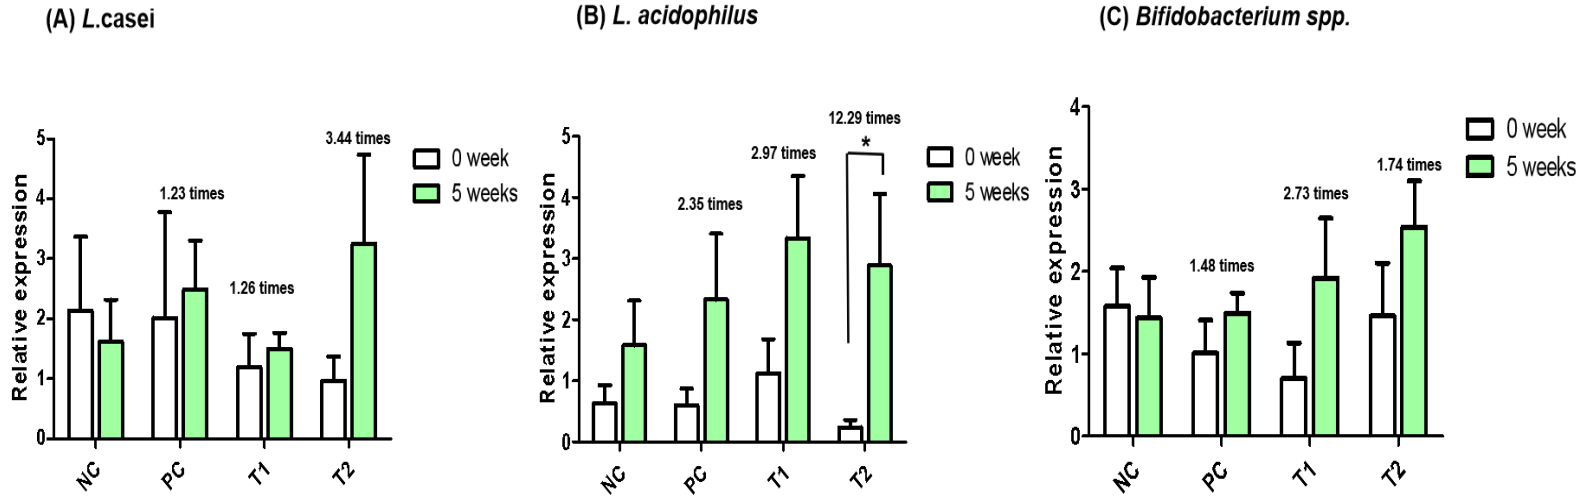 (A) L.casei
5
4
3
2
1
0
Relative expression
1.23 times
1.26 times
3.44 times
0 week
5 weeks
NC
PC
T1
T2
(B) L. acidophilus
5
4
3
2
1
0
Relative expression
2.35 times
2.97 times
12.29 times
*
0 week
5 weeks
NC
PC
T1
T2
(C) Bifidobacterium spp.
4
3
2
1
0
Relative expression
1.48 times
2.73 times
1.74 times
0 week
5 weeks
NC
PC
T1
T2